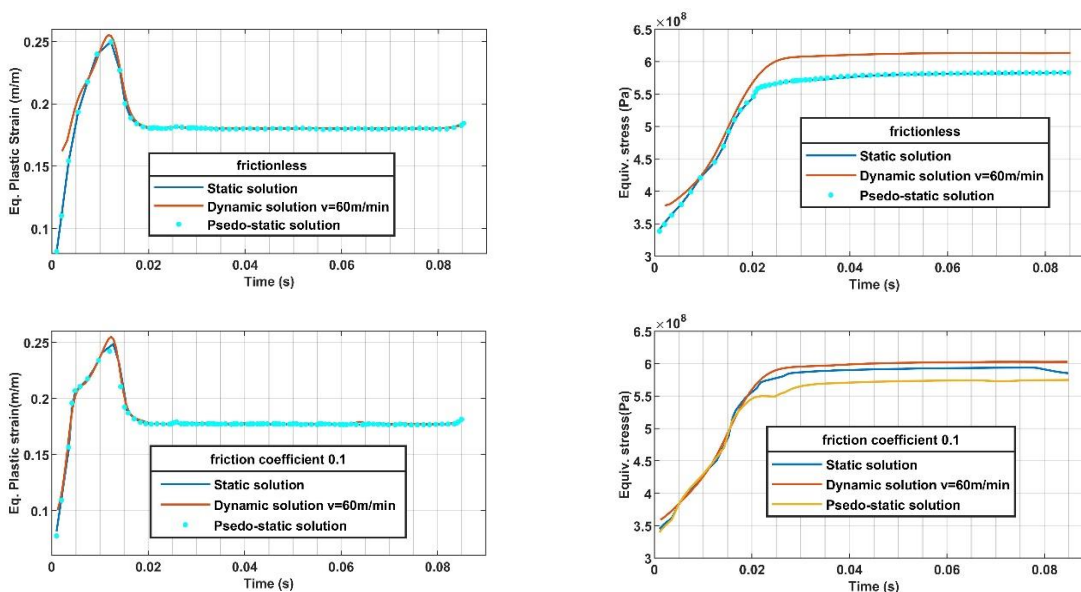 Eq. Plastic Strain (m/m)
0.25
0.2
0.15
0.1
frictionless
Static solution
Dynamic solution v=60m/min
Psedo-static solution
0
0.02
0.04
0.06
0.08
Time (s)
×10⁸
Equiv. stress (Pa)
6.5
6
5.5
5
4.5
4
3.5
3
frictionless
Static solution
Dynamic solution v=60m/min
Psedo-static solution
0
0.02
0.04
0.06
0.08
Time (s)
Eq. Plastic strain(m/m)
0.25
0.2
0.15
0.1
friction coefficient 0.1
Static solution
Dynamic solution v=60m/min
Psedo-static solution
0
0.02
0.04
0.06
0.08
Time (s)
×10⁸
Equiv. stress(Pa)
6.5
6
5.5
5
4.5
4
3.5
3
friction coefficient 0.1
Static solution
Dynamic solution v=60m/min
Psedo-static solution
0
0.02
0.04
0.06
0.08
Time (s)